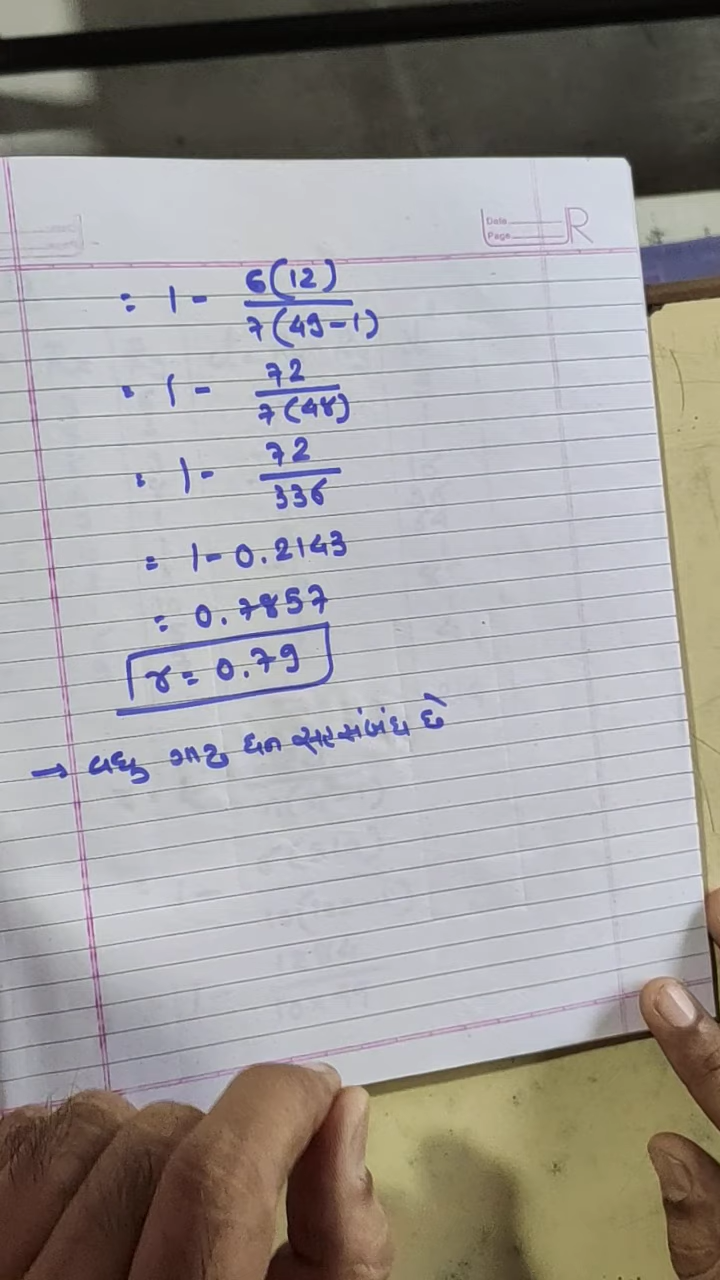 Date
Page
R
= 1 - 6(12) / 7(49-1)
= 1 - 72 / 7(48)
= 1 - 72 / 336
= 1 - 0.2143
= 0.7857
r = 0.79
→ વધુ ગાઢ ધન સહસંબંધ છે